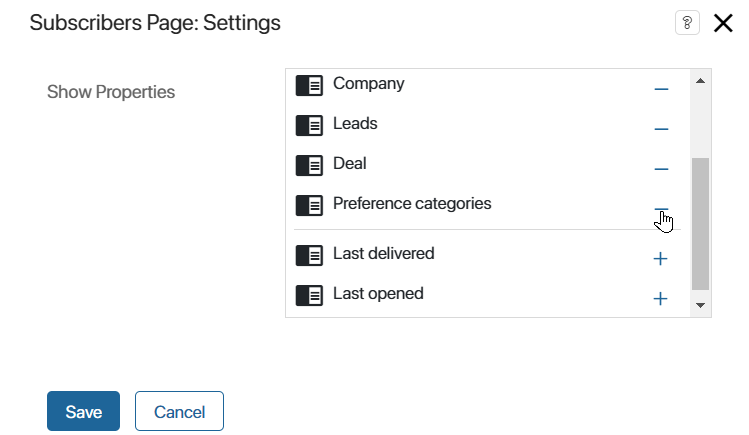 Subscribers Page: Settings
?
Show Properties
Company
Leads
Deal
Preference categories
Last delivered
Last opened
Save
Cancel